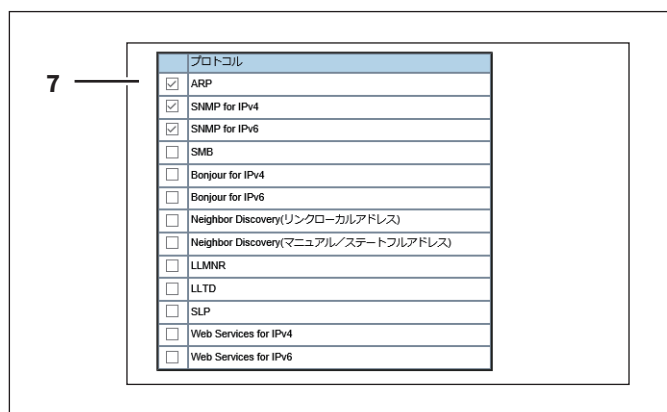 プロトコル
7
ARP
SNMP for IPv4
SNMP for IPv6
SMB
Bonjour for IPv4
Bonjour for IPv6
Neighbor Discovery(リンクローカルアドレス)
Neighbor Discovery(マニュアル／ステートフルアドレス)
LLMNR
LLTD
SLP
Web Services for IPv4
Web Services for IPv6